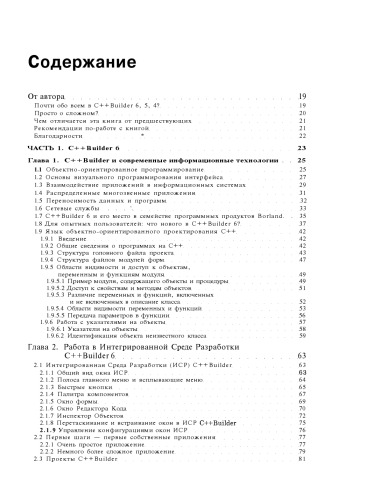 Содержание
От автора 19
Почти обо всем в C++Builder 6, 5, 4? 19
Просто о сложном? 20
Чем отличается эта книга от предшествующих 21
Рекомендации по-работе с книгой 21
Благодарности 22
ЧАСТЬ 1. C++Builder 6 23
Глава 1. C++Builder и современные информационные технологии . . 25
1.1 Объектно-ориентированное программирование 25
1.2 Основы визуального программирования интерфейса 27
1.3 Взаимодействие приложений в информационных системах 29
1.4 Распределенные многозвенные приложения 31
1.5 Переносимость данных и программ 32
1.6 Сетевые службы 33
1.7 C++Builder 6 и его место в семействе программных продуктов Borland. . 35
1.8 Для опытных пользователей: что нового в C++Builder 6? 37
1.9 Язык объектно-ориентированного проектирования C++ 42
1.9.1 Введение 42
1.9.2 Общие сведения о программах на C++ 42
1.9.3 Структура головного файла проекта 43
1.9.4 Структура файлов модулей форм 47
1.9.5 Области видимости и доступ к объектам,
переменным и функциям модуля 49
1.9.5.1 Пример модуля, содержащего объекты и процедуры 49
1.9.5.2 Доступ к свойствам и методам объектов 51
1.9.5.3 Различие переменных и функций, включенных
и не включенных в описание класса 52
1.9.5.4 Области видимости переменных и функций 53
1.9.5.5 Передача параметров в функции 56
1.9.6 Работа с указателями на объекты 57
1.9.6.1 Указатели на объекты 58
1.9.6.2 Идентификация объекта неизвестного класса 59
Глава 2. Работа в Интегрированной Среде Разработки
C++Builder 6 63
2.1 Интегрированная Среда Разработки (ИСР) C++Builder 63
2.1.1 Общий вид окна ИСР 63
2.1.2 Полоса главного меню и всплывающие меню 64
2.1.3 Быстрые кнопки 65
2.1.4 Палитра компонентов 67
2.1.5 Окно формы 69
2.1.6 Окно Редактора Кода 70
2.1.7 Инспектор Объектов 72
2.1.8 Перетаскивание и встраивание окон в ИСР C++Builder 75
2.1.9 Управление конфигурациями окон ИСР 76
2.2 Первые шаги — первые собственные приложения 77
2.2.1 Очень простое приложение 77
2.2.2 Немного более сложное приложение 79
2.3 Проекты C++Builder 81